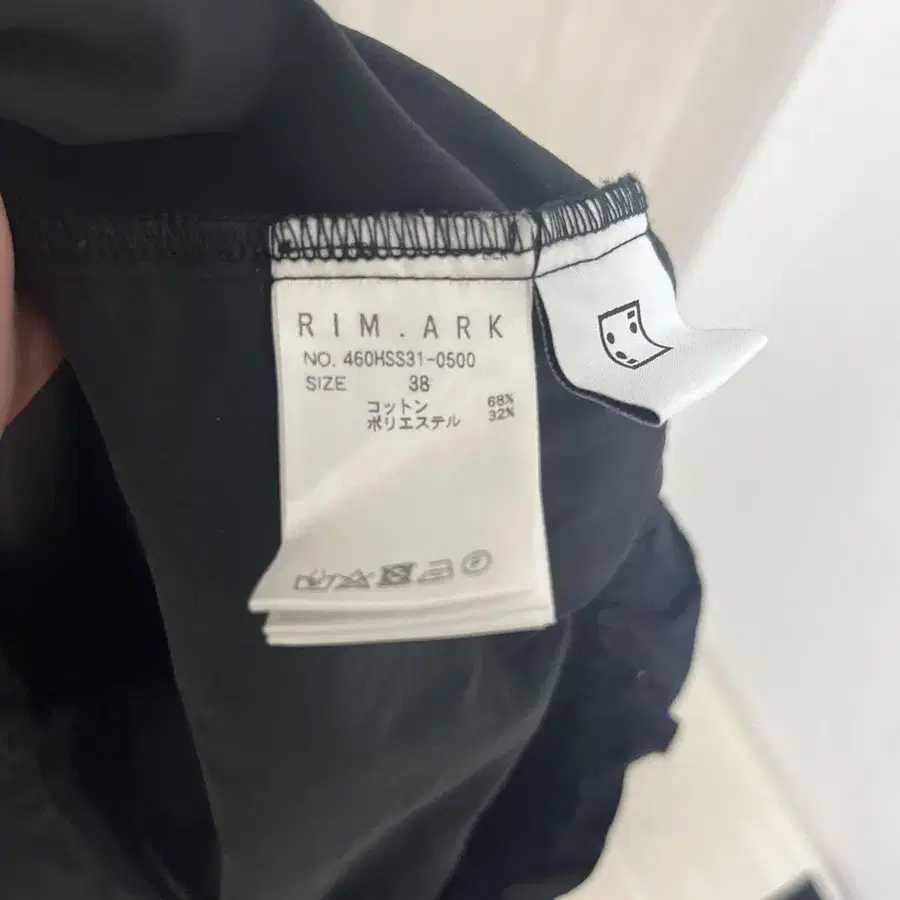 RIM.ARK
NO. 460HSS31-0500
SIZE 38
コットン 68%
ポリエステル 32%